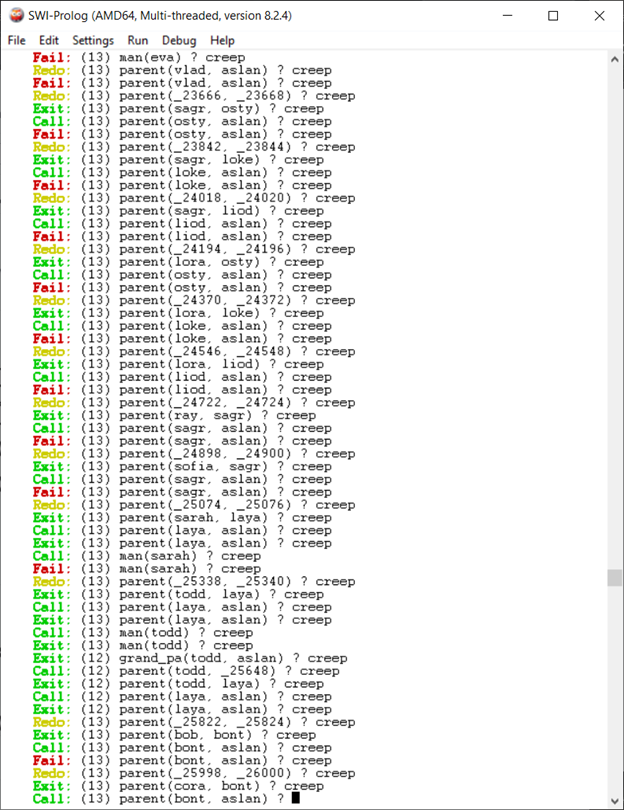 SWI-Prolog (AMD64, Multi-threaded, version 8.2.4)
File Edit Settings Run Debug Help
Fail: (13) man(eva) ? creep
Redo: (13) parent(vlad, aslan) ? creep
Fail: (13) parent(vlad, aslan) ? creep
Redo: (13) parent(_23666, _23668) ? creep
Exit: (13) parent(sagr, osty) ? creep
Call: (13) parent(osty, aslan) ? creep
Fail: (13) parent(osty, aslan) ? creep
Redo: (13) parent(_23842, _23844) ? creep
Exit: (13) parent(sagr, loke) ? creep
Call: (13) parent(loke, aslan) ? creep
Fail: (13) parent(loke, aslan) ? creep
Redo: (13) parent(_24018, _24020) ? creep
Exit: (13) parent(sagr, liod) ? creep
Call: (13) parent(liod, aslan) ? creep
Fail: (13) parent(liod, aslan) ? creep
Redo: (13) parent(_24194, _24196) ? creep
Exit: (13) parent(lora, osty) ? creep
Call: (13) parent(osty, aslan) ? creep
Fail: (13) parent(osty, aslan) ? creep
Redo: (13) parent(_24370, _24372) ? creep
Exit: (13) parent(lora, loke) ? creep
Call: (13) parent(loke, aslan) ? creep
Fail: (13) parent(loke, aslan) ? creep
Redo: (13) parent(_24546, _24548) ? creep
Exit: (13) parent(lora, liod) ? creep
Call: (13) parent(liod, aslan) ? creep
Fail: (13) parent(liod, aslan) ? creep
Redo: (13) parent(_24722, _24724) ? creep
Exit: (13) parent(ray, sagr) ? creep
Call: (13) parent(sagr, aslan) ? creep
Fail: (13) parent(sagr, aslan) ? creep
Redo: (13) parent(_24898, _24900) ? creep
Exit: (13) parent(sofia, sagr) ? creep
Call: (13) parent(sagr, aslan) ? creep
Fail: (13) parent(sagr, aslan) ? creep
Redo: (13) parent(_25074, _25076) ? creep
Exit: (13) parent(sarah, laya) ? creep
Call: (13) parent(laya, aslan) ? creep
Exit: (13) parent(laya, aslan) ? creep
Call: (13) man(sarah) ? creep
Fail: (13) man(sarah) ? creep
Redo: (13) parent(_25338, _25340) ? creep
Exit: (13) parent(todd, laya) ? creep
Call: (13) parent(laya, aslan) ? creep
Exit: (13) parent(laya, aslan) ? creep
Call: (13) man(todd) ? creep
Exit: (13) man(todd) ? creep
Exit: (12) grand_pa(todd, aslan) ? creep
Call: (12) parent(todd, _25648) ? creep
Exit: (12) parent(todd, laya) ? creep
Call: (12) parent(laya, aslan) ? creep
Exit: (12) parent(laya, aslan) ? creep
Redo: (13) parent(_25822, _25824) ? creep
Exit: (13) parent(bob, bont) ? creep
Call: (13) parent(bont, aslan) ? creep
Fail: (13) parent(bont, aslan) ? creep
Redo: (13) parent(_25998, _26000) ? creep
Exit: (13) parent(cora, bont) ? creep
Call: (13) parent(bont, aslan) ?